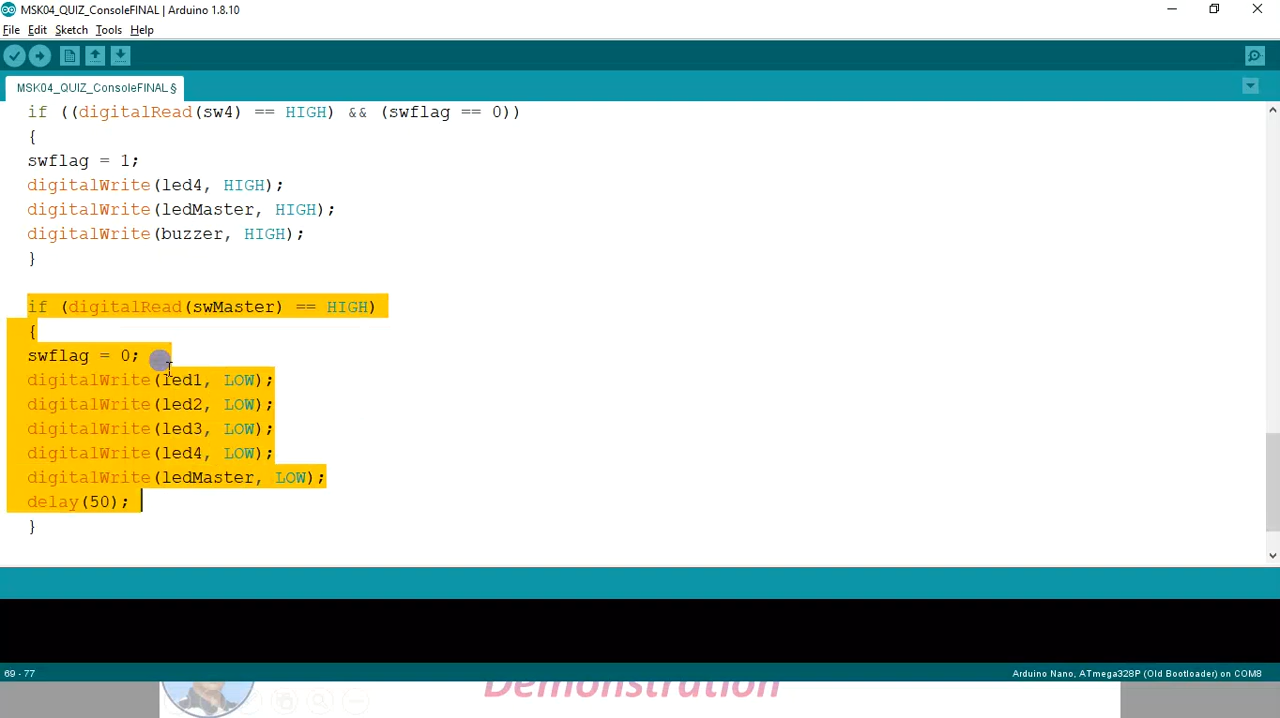 MSK04_QUIZ_ConsoleFINAL | Arduino 1.8.10
File Edit Sketch Tools Help
MSK04_QUIZ_ConsoleFINAL §
if ((digitalRead(sw4) == HIGH) && (swflag == 0))
{
swflag = 1;
digitalWrite(led4, HIGH);
digitalWrite(ledMaster, HIGH);
digitalWrite(buzzer, HIGH);
}
if (digitalRead(swMaster) == HIGH)
{
swflag = 0;
digitalWrite(led1, LOW);
digitalWrite(led2, LOW);
digitalWrite(led3, LOW);
digitalWrite(led4, LOW);
digitalWrite(ledMaster, LOW);
delay(50);
}
69 - 77
Arduino Nano, ATmega328P (Old Bootloader) on COM8
Demonstration